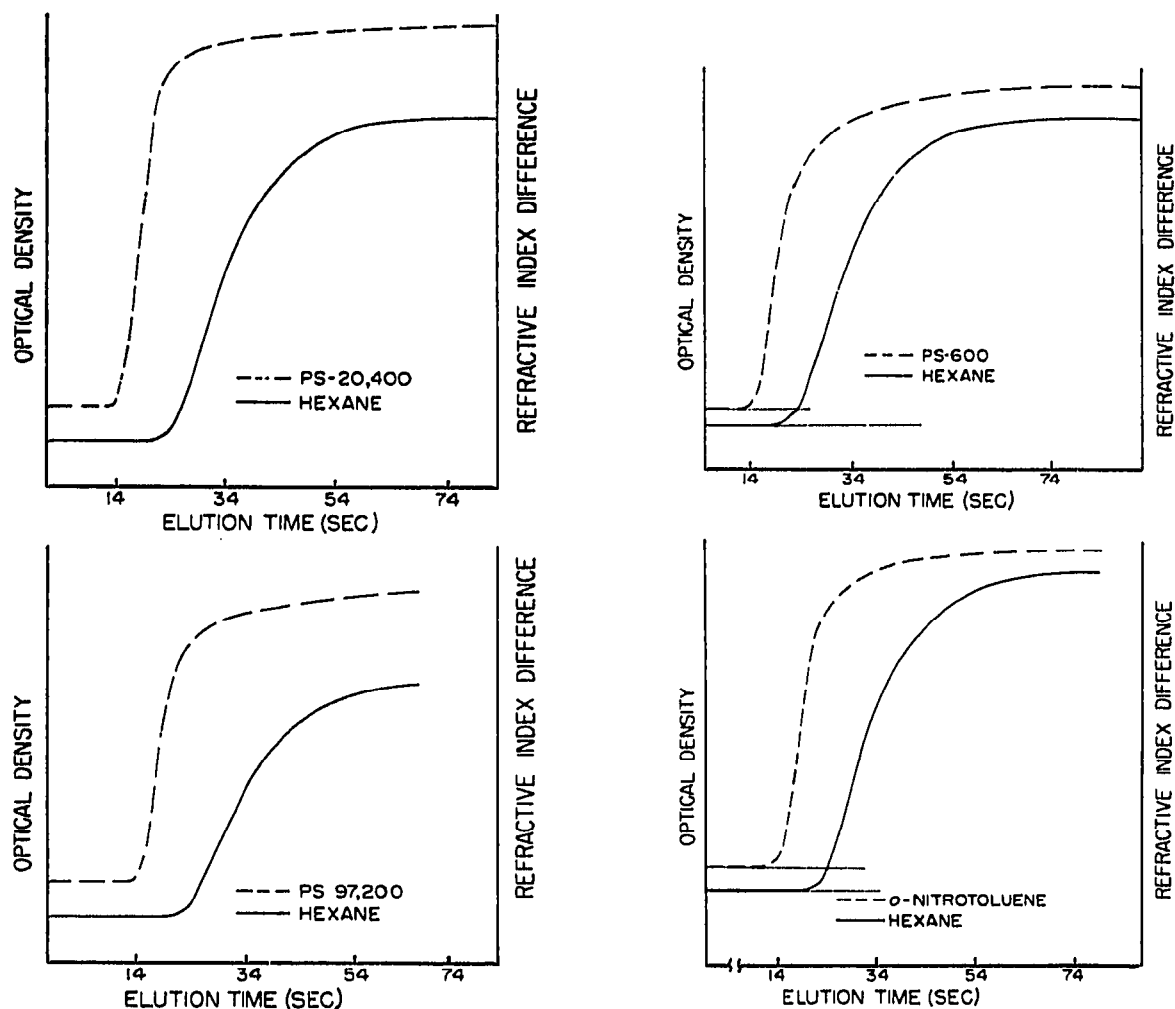 OPTICAL DENSITY
REFRACTIVE INDEX DIFFERENCE
PS-20,400
HEXANE
14 34 54 74
ELUTION TIME (SEC)
OPTICAL DENSITY
REFRACTIVE INDEX DIFFERENCE
PS-600
HEXANE
14 34 54 74
ELUTION TIME (SEC)
OPTICAL DENSITY
REFRACTIVE INDEX DIFFERENCE
PS 97,200
HEXANE
14 34 54 74
ELUTION TIME (SEC)
OPTICAL DENSITY
REFRACTIVE INDEX DIFFERENCE
o-NITROTOLUENE
HEXANE
14 34 54 74
ELUTION TIME (SEC)